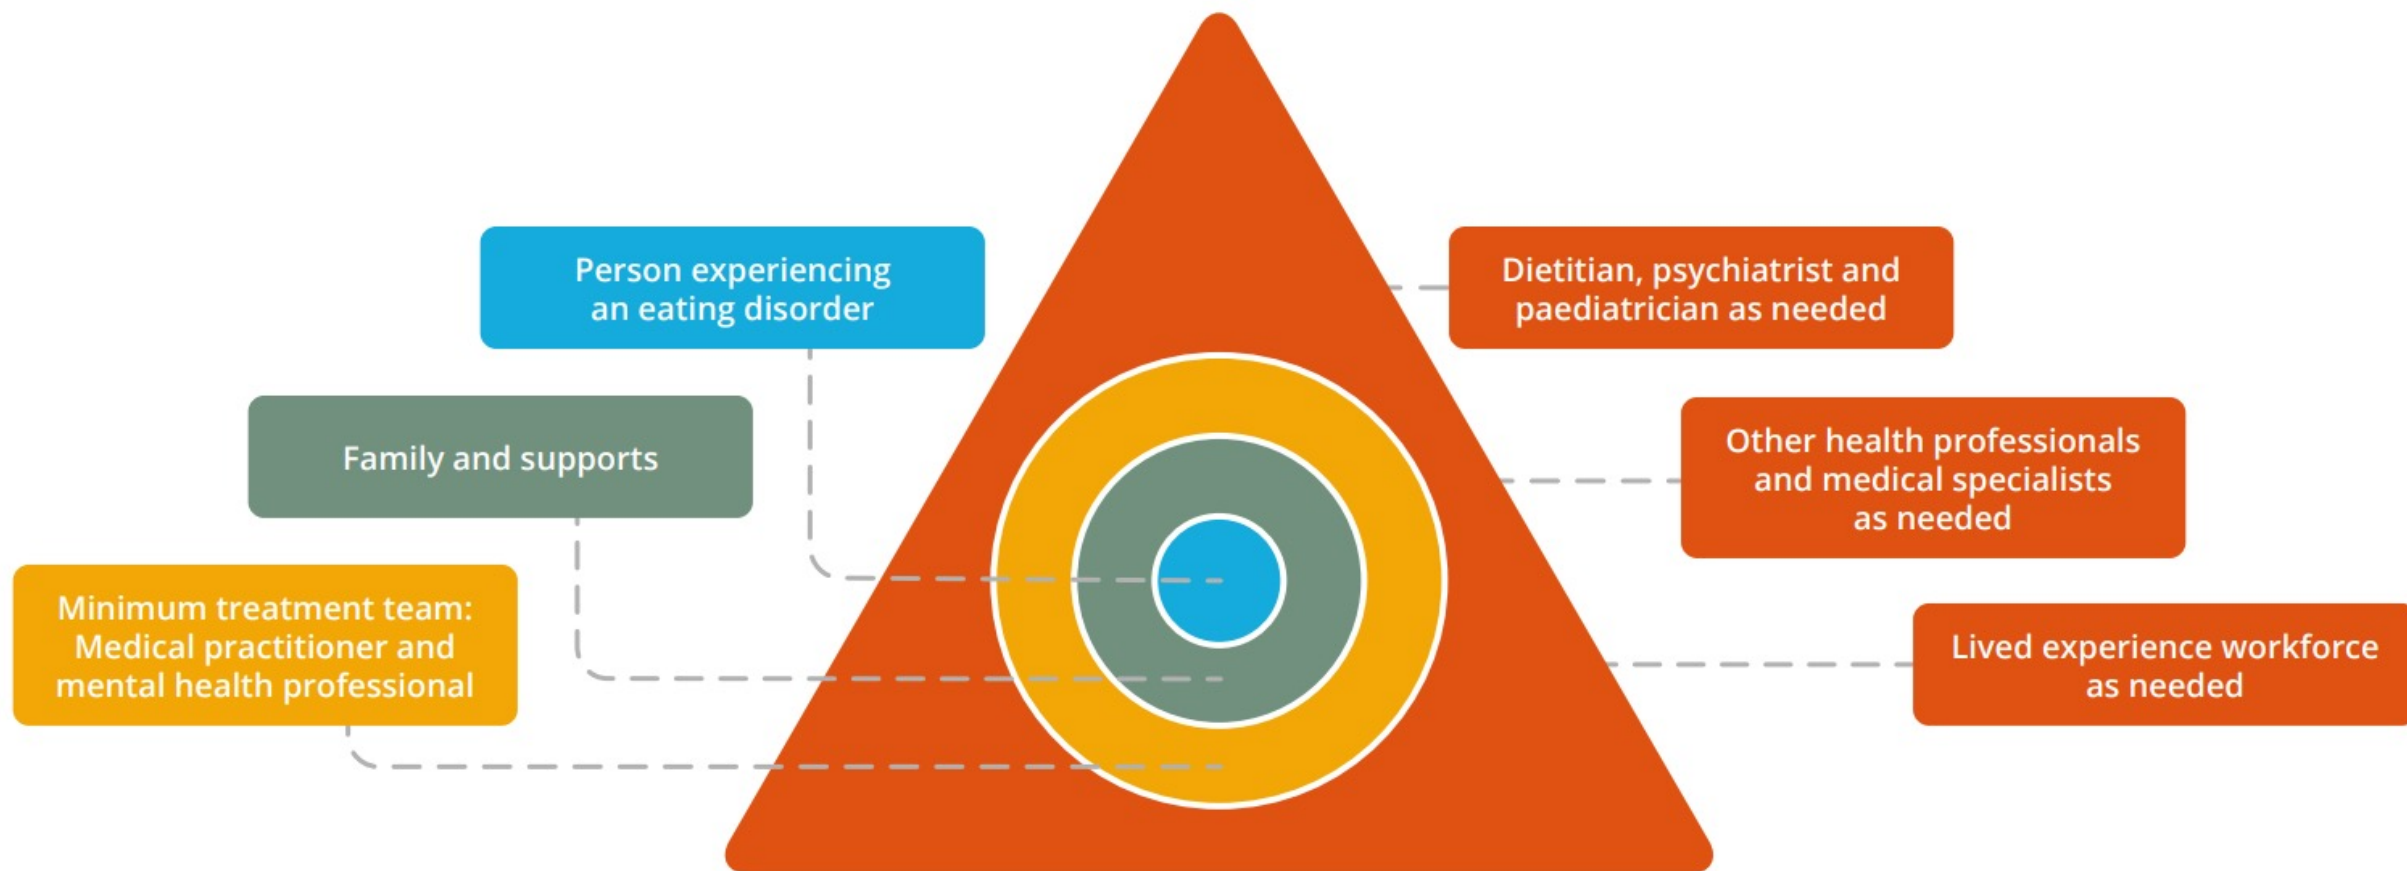 Person experiencing
an eating disorder
Family and supports
Minimum treatment team:
Medical practitioner and
mental health professional
Dietitian, psychiatrist and
paediatrician as needed
Other health professionals
and medical specialists
as needed
Lived experience workforce
as needed